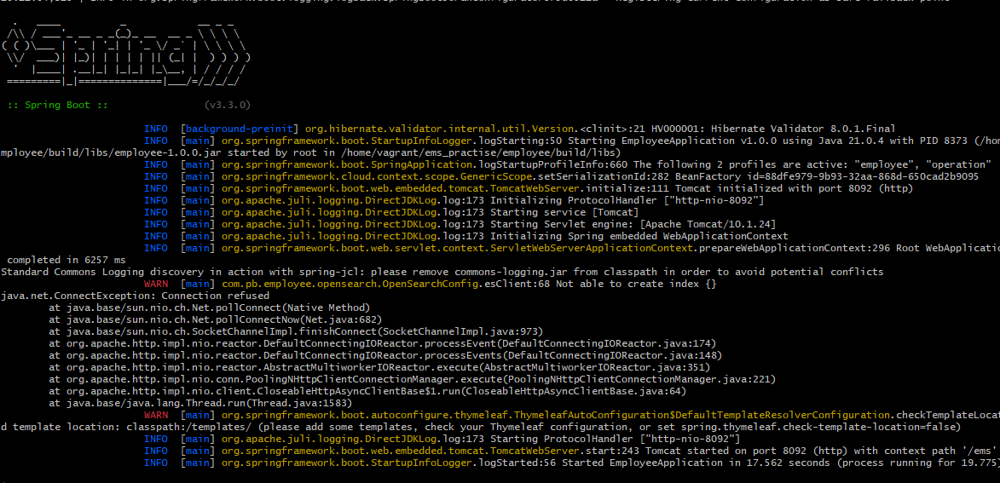 :: Spring Boot ::                (v3.3.0)
INFO  [background-preinit] org.hibernate.validator.internal.util.Version.<clinit>:21 HV000001: Hibernate Validator 8.0.1.Final
INFO  [main] org.springframework.boot.StartupInfoLogger.logStarting:50 Starting EmployeeApplication v1.0.0 using Java 21.0.4 with PID 8373 (/hom
mployee/build/libs/employee-1.0.0.jar started by root in /home/vagrant/ems_practise/employee/build/libs)
INFO  [main] org.springframework.boot.SpringApplication.logStartupProfileInfo:660 The following 2 profiles are active: "employee", "operation"
INFO  [main] org.springframework.cloud.context.scope.GenericScope.setSerializationId:282 BeanFactory id=88dfe979-9b93-32aa-868d-650cad2b9095
INFO  [main] org.springframework.boot.web.embedded.tomcat.TomcatWebServer.initialize:111 Tomcat initialized with port 8092 (http)
INFO  [main] org.apache.juli.logging.DirectJDKLog.log:173 Initializing ProtocolHandler ["http-nio-8092"]
INFO  [main] org.apache.juli.logging.DirectJDKLog.log:173 Starting service [Tomcat]
INFO  [main] org.apache.juli.logging.DirectJDKLog.log:173 Starting Servlet engine: [Apache Tomcat/10.1.24]
INFO  [main] org.apache.juli.logging.DirectJDKLog.log:173 Initializing Spring embedded WebApplicationContext
INFO  [main] org.springframework.boot.web.servlet.context.ServletWebServerApplicationContext.prepareWebApplicationContext:296 Root WebApplicatio
completed in 6257 ms
Standard Commons Logging discovery in action with spring-jcl: please remove commons-logging.jar from classpath in order to avoid potential conflicts
WARN  [main] com.pb.employee.opensearch.OpenSearchConfig.esClient:68 Not able to create index {}
java.net.ConnectException: Connection refused
at java.base/sun.nio.ch.Net.pollConnect(Native Method)
at java.base/sun.nio.ch.Net.pollConnectNow(Net.java:682)
at java.base/sun.nio.ch.SocketChannelImpl.finishConnect(SocketChannelImpl.java:973)
at org.apache.http.impl.nio.reactor.DefaultConnectingIOReactor.processEvent(DefaultConnectingIOReactor.java:174)
at org.apache.http.impl.nio.reactor.DefaultConnectingIOReactor.processEvents(DefaultConnectingIOReactor.java:148)
at org.apache.http.impl.nio.reactor.AbstractMultiworkerIOReactor.execute(AbstractMultiworkerIOReactor.java:351)
at org.apache.http.impl.nio.conn.PoolingNHttpClientConnectionManager.execute(PoolingNHttpClientConnectionManager.java:221)
at org.apache.http.impl.nio.client.CloseableHttpAsyncClientBase$1.run(CloseableHttpAsyncClientBase.java:64)
at java.base/java.lang.Thread.run(Thread.java:1583)
WARN  [main] org.springframework.boot.autoconfigure.thymeleaf.ThymeleafAutoConfiguration$DefaultTemplateResolverConfiguration.checkTemplateLocat
d template location: classpath:/templates/ (please add some templates, check your Thymeleaf configuration, or set spring.thymeleaf.check-template-location=false)
INFO  [main] org.apache.juli.logging.DirectJDKLog.log:173 Starting ProtocolHandler ["http-nio-8092"]
INFO  [main] org.springframework.boot.web.embedded.tomcat.TomcatWebServer.start:243 Tomcat started on port 8092 (http) with context path '/ems'
INFO  [main] org.springframework.boot.StartupInfoLogger.logStarted:56 Started EmployeeApplication in 17.562 seconds (process running for 19.775)